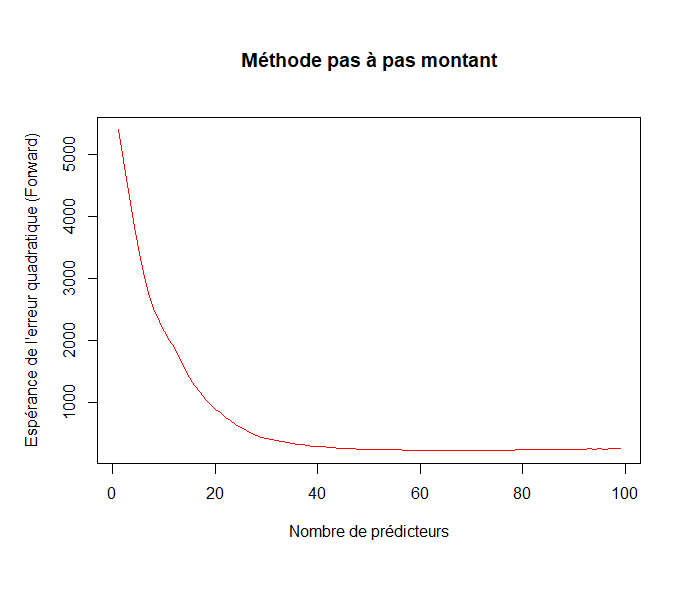 Méthode pas à pas montant
Espérance de l'erreur quadratique (Forward)
5000
4000
3000
2000
1000
0 20 40 60 80 100
Nombre de prédicteurs